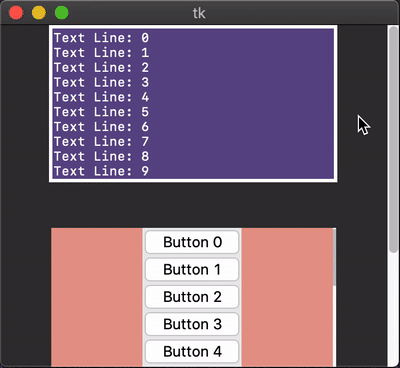 tk
Text Line: 0
Text Line: 1
Text Line: 2
Text Line: 3
Text Line: 4
Text Line: 5
Text Line: 6
Text Line: 7
Text Line: 8
Text Line: 9
Button 0
Button 1
Button 2
Button 3
Button 4